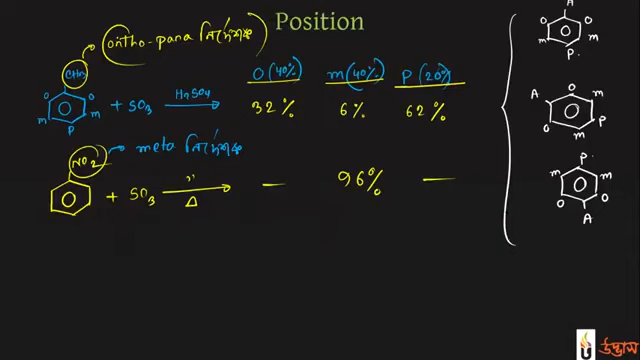 Position
ortho-para নির্দেশক
CH3 O (40%) m (40%) P (20%)
O O m m P + SO3 H2SO4 32% 6% 62%
NO2 meta নির্দেশক
+ SO3 " Δ — 96% —
A O O m m P
A O m O P m
P m m O O A
U উদ্ভাস